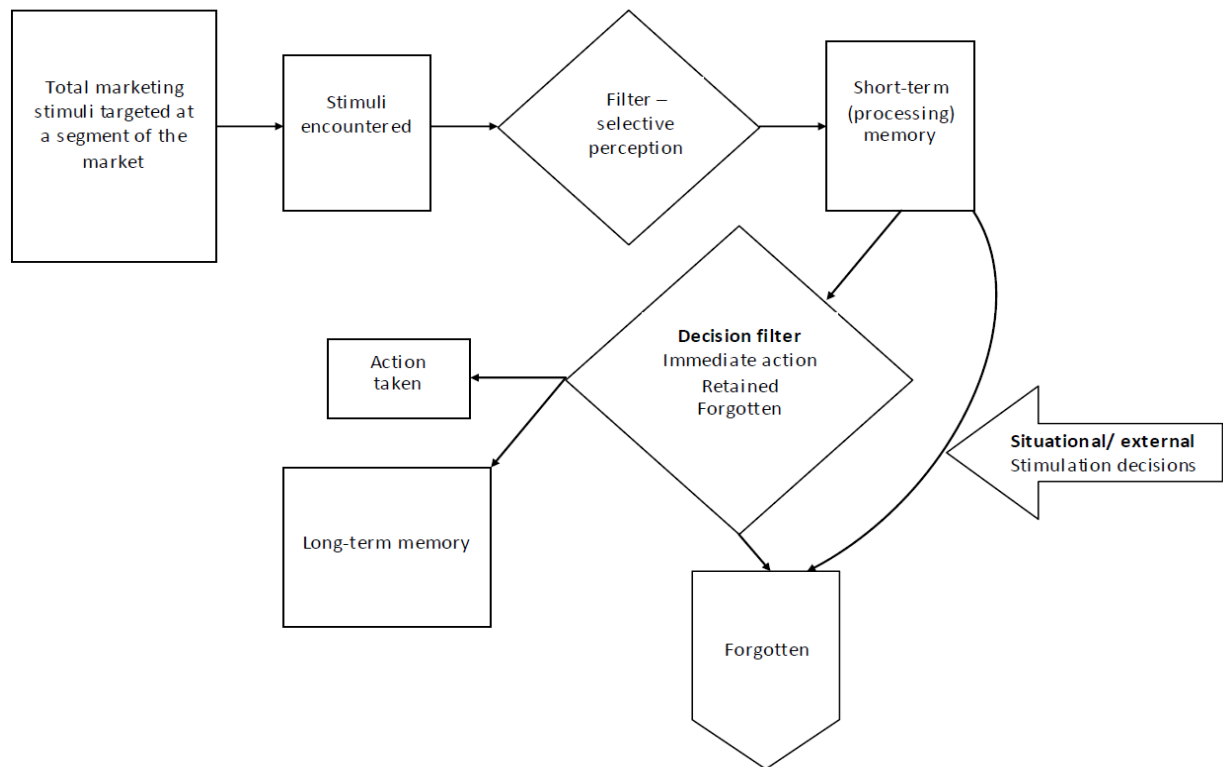 Total marketing
stimuli targeted at
a segment of the
market
Stimuli
encountered
Filter –
selective
perception
Short-term
(processing)
memory
Decision filter
Immediate action
Retained
Forgotten
Action
taken
Situational/ external
Stimulation decisions
Long-term memory
Forgotten